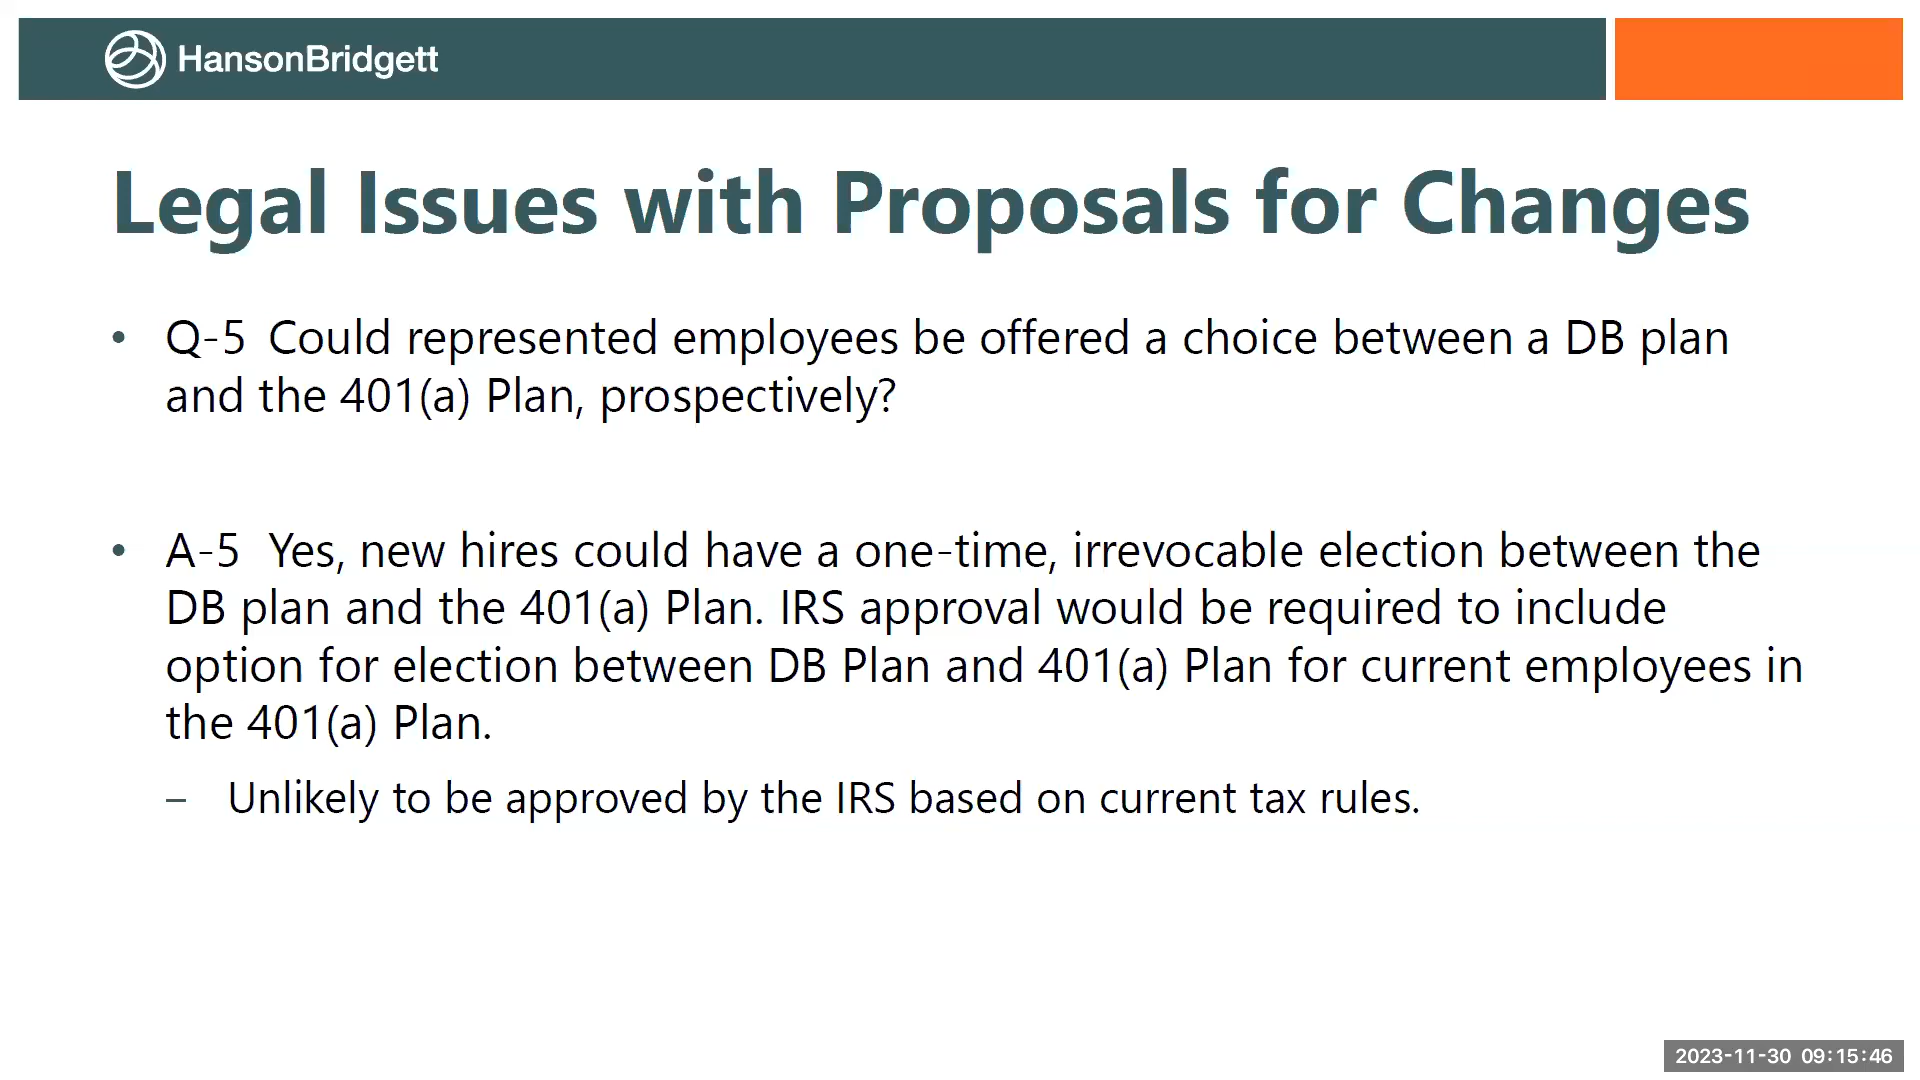 HansonBridgett
Legal Issues with Proposals for Changes
• Q-5 Could represented employees be offered a choice between a DB plan
and the 401(a) Plan, prospectively?
• A-5 Yes, new hires could have a one-time, irrevocable election between the
DB plan and the 401(a) Plan. IRS approval would be required to include
option for election between DB Plan and 401(a) Plan for current employees in
the 401(a) Plan.
– Unlikely to be approved by the IRS based on current tax rules.
2023-11-30 09:15:46